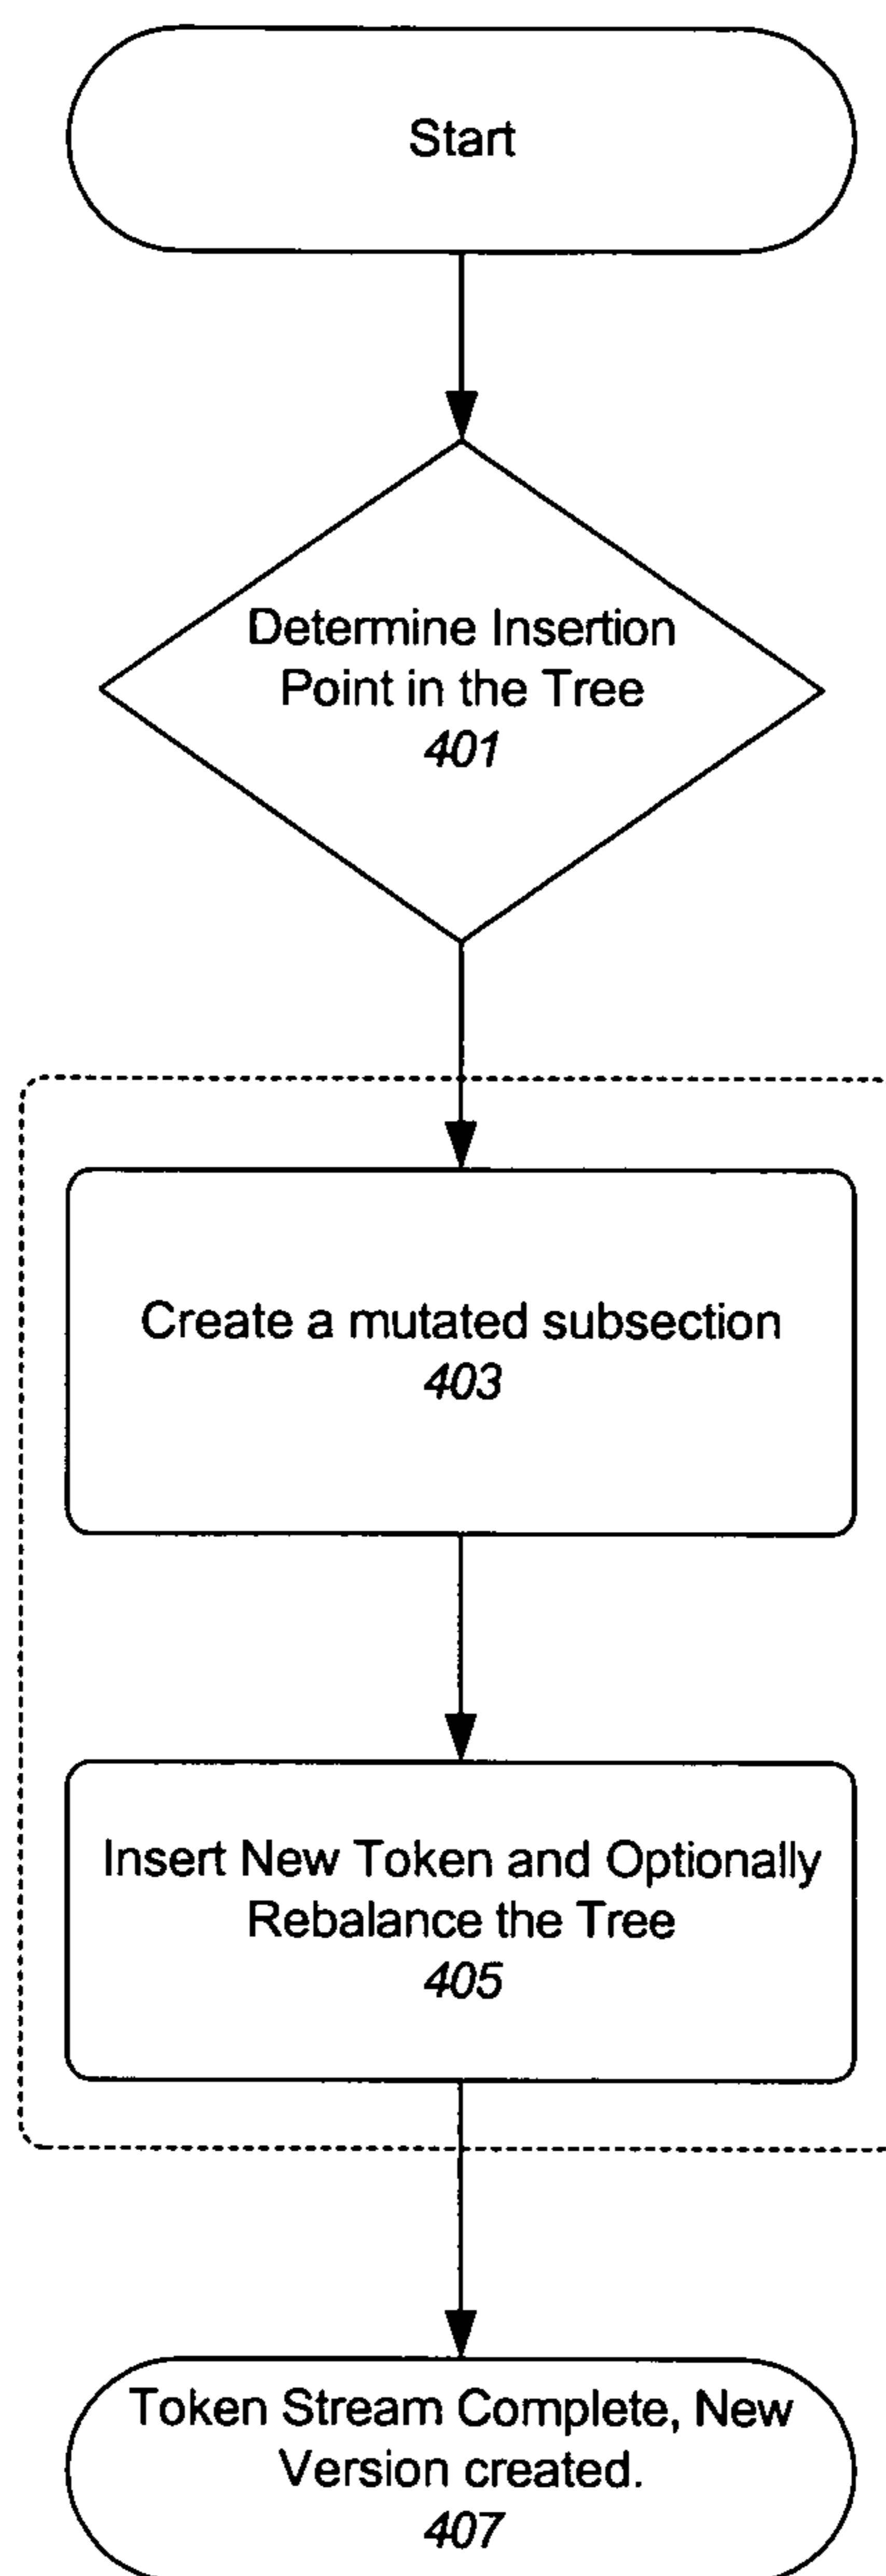 Start
Determine Insertion
Point in the Tree
401
Create a mutated subsection
403
Insert New Token and Optionally
Rebalance the Tree
405
Token Stream Complete, New
Version created.
407